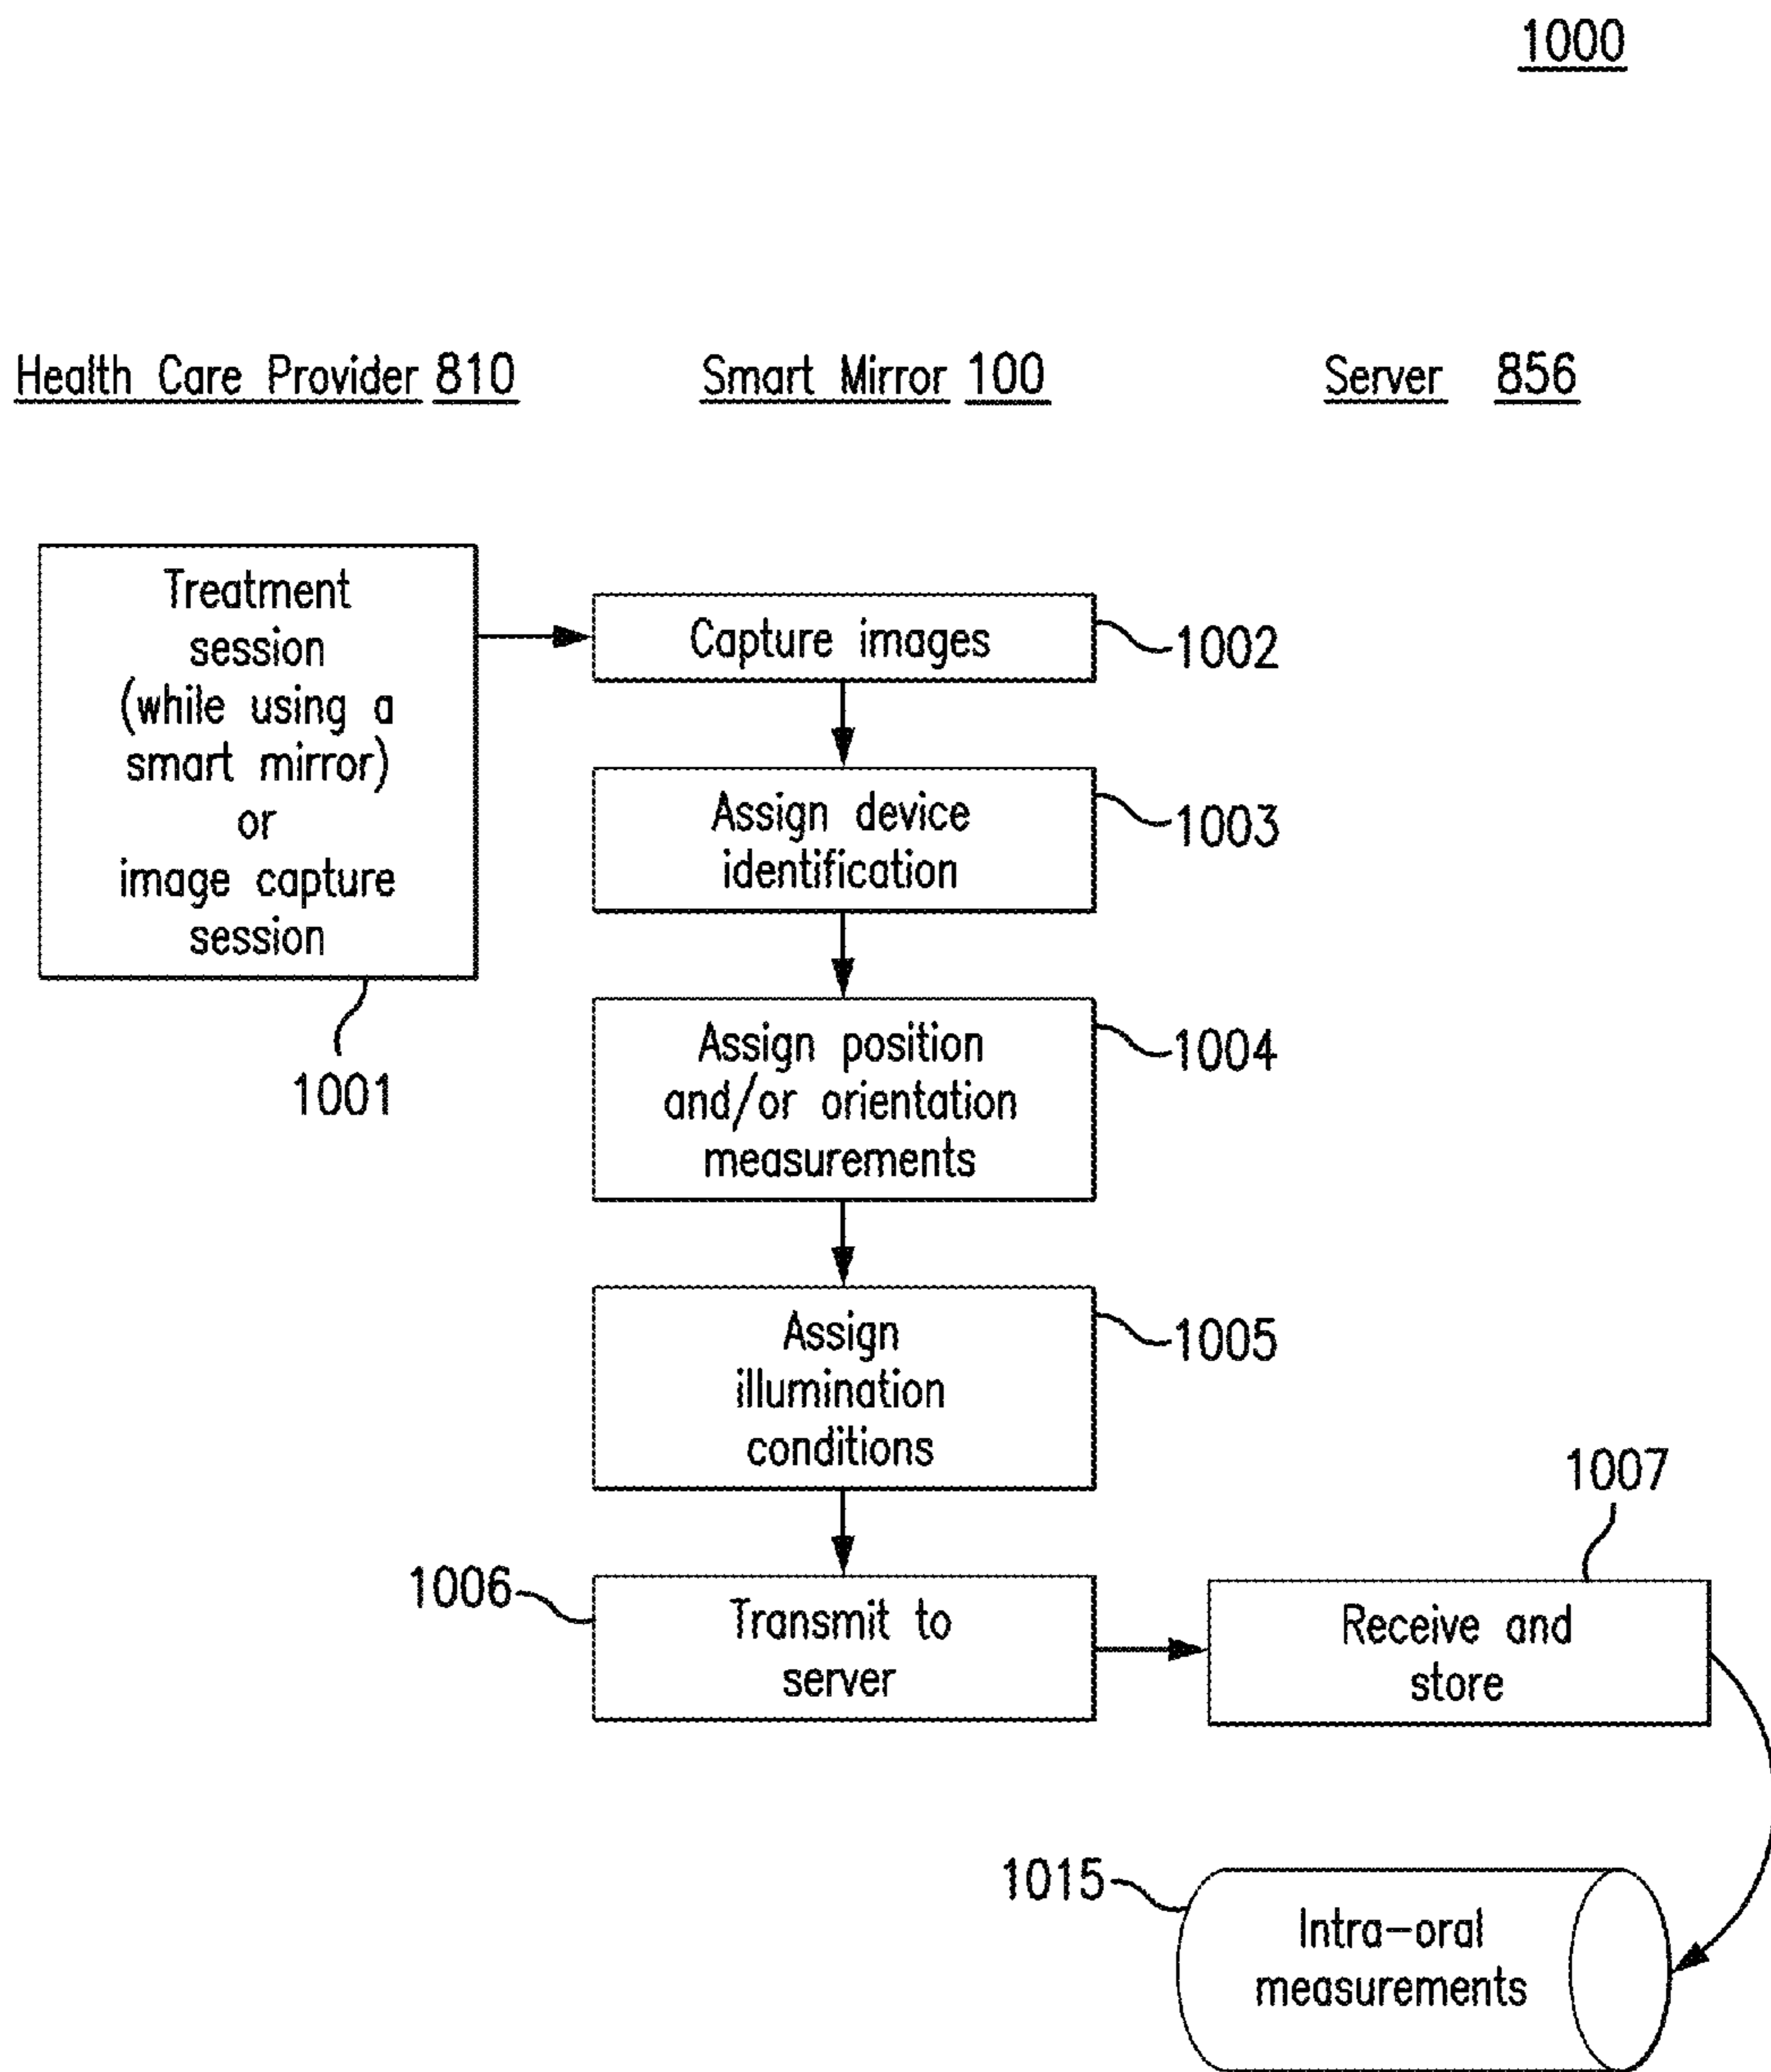 1000
Health Care Provider 810
Smart Mirror 100
Server 856
Treatment
session
(while using a
smart mirror)
or
image capture
session
1001
Capture images
1002
Assign device
identification
1003
Assign position
and/or orientation
measurements
1004
Assign
illumination
conditions
1005
1006
Transmit to
server
1007
Receive and
store
1015
Intra-oral
measurements